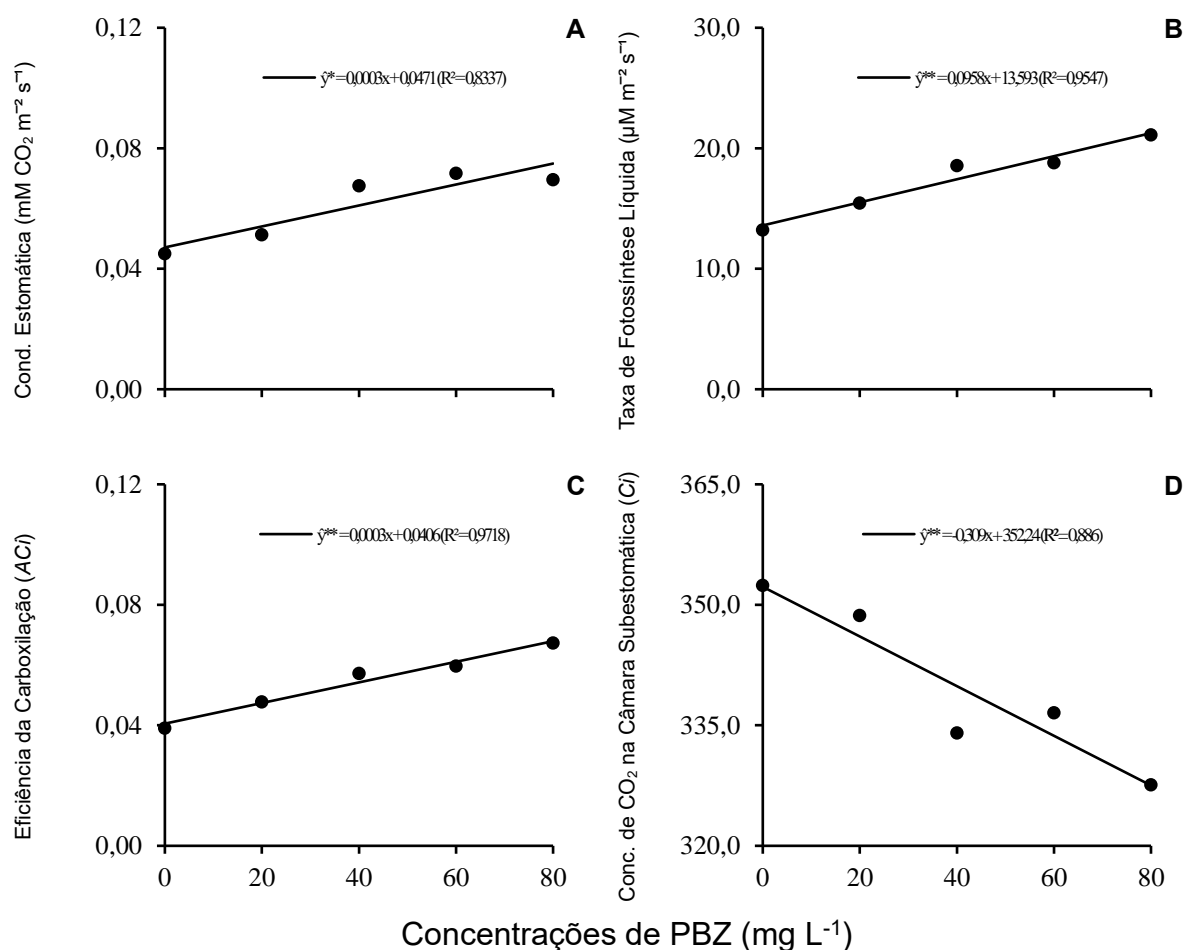 A
Cond. Estomática (mM CO₂ m⁻² s⁻¹)
0,12
0,08
0,04
0,00
ŷ* = 0,0003x + 0,0471 (R² = 0,8337)
B
Taxa de Fotossíntese Líquida (µM m⁻² s⁻¹)
30,0
20,0
10,0
0,0
ŷ** = 0,0958x + 13,593 (R² = 0,9547)
C
Eficiência da Carboxilação (ACi)
0,12
0,08
0,04
0,00
ŷ** = 0,0003x + 0,0406 (R² = 0,9718)
0 20 40 60 80
D
Conc. de CO₂ na Câmara Subestomática (Ci)
365,0
350,0
335,0
320,0
ŷ** = -0,309x + 352,24 (R² = 0,886)
0 20 40 60 80
Concentrações de PBZ (mg L⁻¹)